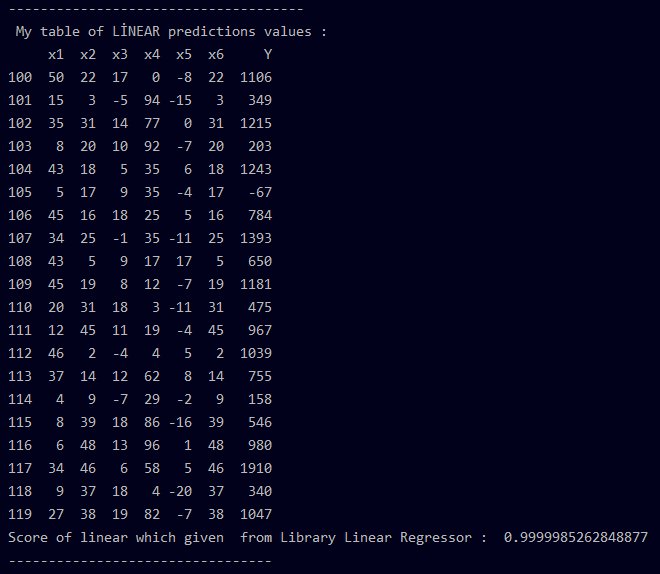 -------------------------------------
My table of LİNEAR predictions values :
x1 x2 x3 x4 x5 x6 Y
100 50 22 17 0 -8 22 1106
101 15 3 -5 94 -15 3 349
102 35 31 14 77 0 31 1215
103 8 20 10 92 -7 20 203
104 43 18 5 35 6 18 1243
105 5 17 9 35 -4 17 -67
106 45 16 18 25 5 16 784
107 34 25 -1 35 -11 25 1393
108 43 5 9 17 17 5 650
109 45 19 8 12 -7 19 1181
110 20 31 18 3 -11 31 475
111 12 45 11 19 -4 45 967
112 46 2 -4 4 5 2 1039
113 37 14 12 62 8 14 755
114 4 9 -7 29 -2 9 158
115 8 39 18 86 -16 39 546
116 6 48 13 96 1 48 980
117 34 46 6 58 5 46 1910
118 9 37 18 4 -20 37 340
119 27 38 19 82 -7 38 1047
Score of linear which given from Library Linear Regressor : 0.9999985262848877
---------------------------------